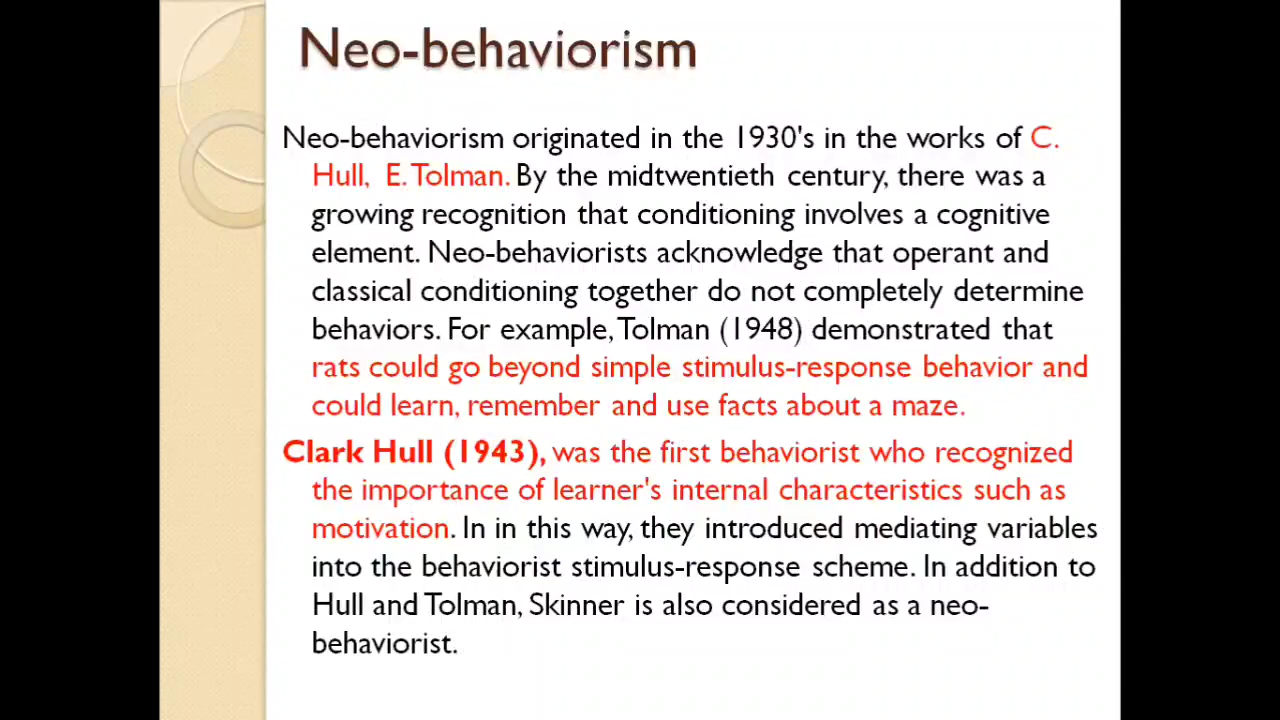 Neo-behaviorism
Neo-behaviorism originated in the 1930's in the works of C.
Hull, E. Tolman. By the midtwentieth century, there was a
growing recognition that conditioning involves a cognitive
element. Neo-behaviorists acknowledge that operant and
classical conditioning together do not completely determine
behaviors. For example, Tolman (1948) demonstrated that
rats could go beyond simple stimulus-response behavior and
could learn, remember and use facts about a maze.
Clark Hull (1943), was the first behaviorist who recognized
the importance of learner's internal characteristics such as
motivation. In in this way, they introduced mediating variables
into the behaviorist stimulus-response scheme. In addition to
Hull and Tolman, Skinner is also considered as a neo-
behaviorist.